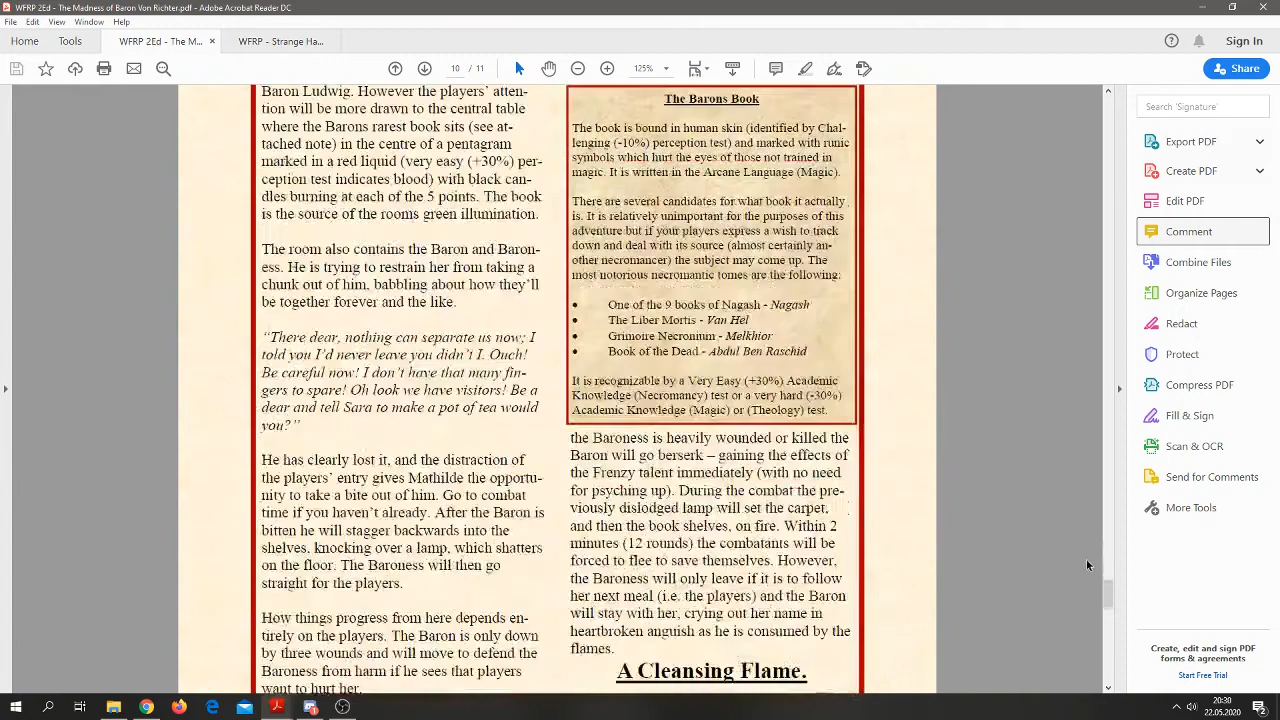 WFRP 2Ed - The Madness of Baron Von Richter.pdf - Adobe Acrobat Reader DC
File Edit View Window Help
Home Tools WFRP 2Ed - The M... × WFRP - Strange Ha... Sign In
10 / 11 125% Share
Baron Ludwig. However the players’ atten-
tion will be more drawn to the central table
where the Barons rarest book sits (see at-
tached note) in the centre of a pentagram
marked in a red liquid (very easy (+30%) per-
ception test indicates blood) with black can-
dles burning at each of the 5 points. The book
is the source of the rooms green illumination.
The room also contains the Baron and Baron-
ess. He is trying to restrain her from taking a
chunk out of him, babbling about how they’ll
be together forever and the like.
“There dear, nothing can separate us now; I
told you I’d never leave you didn’t I. Ouch!
Be careful now! I don’t have that many fin-
gers to spare! Oh look we have visitors! Be a
dear and tell Sara to make a pot of tea would
you?”
He has clearly lost it, and the distraction of
the players’ entry gives Mathilde the opportu-
nity to take a bite out of him. Go to combat
time if you haven’t already. After the Baron is
bitten he will stagger backwards into the
shelves, knocking over a lamp, which shatters
on the floor. The Baroness will then go
straight for the players.
How things progress from here depends en-
tirely on the players. The Baron is only down
by three wounds and will move to defend the
Baroness from harm if he sees that players
want to hurt her.
The Barons Book
The book is bound in human skin (identified by Chal-
lenging (-10%) perception test) and marked with runic
symbols which hurt the eyes of those not trained in
magic. It is written in the Arcane Language (Magic).
There are several candidates for what book it actually
is. It is relatively unimportant for the purposes of this
adventure but if your players express a wish to track
down and deal with its source (almost certainly an-
other necromancer) the subject may come up. The
most notorious necromantic tomes are the following:
• One of the 9 books of Nagash - Nagash
• The Liber Mortis - Van Hel
• Grimoire Necronium - Melkhior
• Book of the Dead - Abdul Ben Raschid
It is recognizable by a Very Easy (+30%) Academic
Knowledge (Necromancy) test or a very hard (-30%)
Academic Knowledge (Magic) or (Theology) test.
the Baroness is heavily wounded or killed the
Baron will go berserk – gaining the effects of
the Frenzy talent immediately (with no need
for psyching up). During the combat the pre-
viously dislodged lamp will set the carpet,
and then the book shelves, on fire. Within 2
minutes (12 rounds) the combatants will be
forced to flee to save themselves. However,
the Baroness will only leave if it is to follow
her next meal (i.e. the players) and the Baron
will stay with her, crying out her name in
heartbroken anguish as he is consumed by the
flames.
A Cleansing Flame.
Search 'Signature'
Export PDF
Create PDF
Edit PDF
Comment
Combine Files
Organize Pages
Redact
Protect
Compress PDF
Fill & Sign
Scan & OCR
Send for Comments
More Tools
Create, edit and sign PDF
forms & agreements
Start Free Trial
20:30
22.05.2020